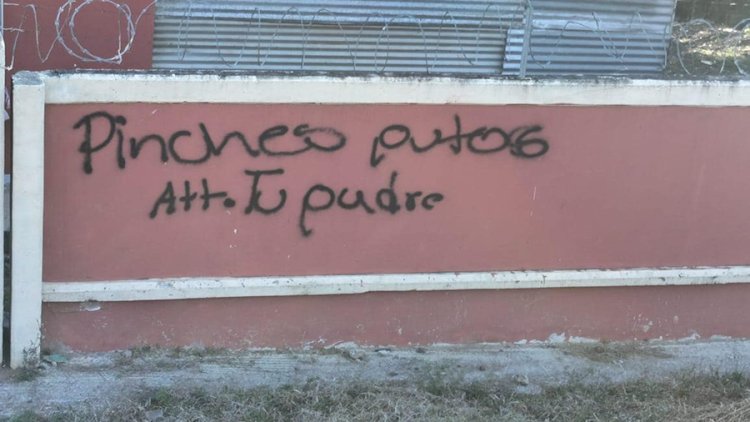 Pinches putos
Att. Tu padre